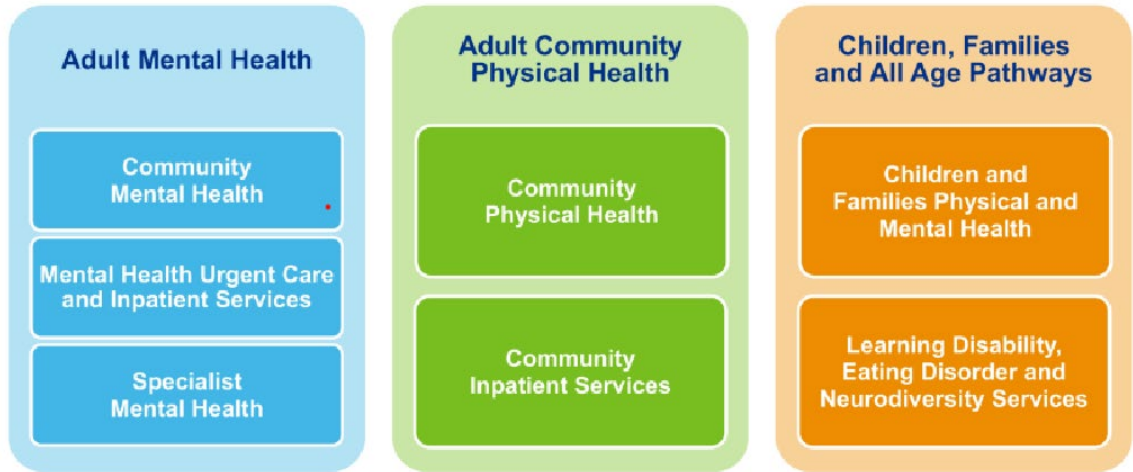 Adult Mental Health
Community
Mental Health
Mental Health Urgent Care
and Inpatient Services
Specialist
Mental Health
Adult Community
Physical Health
Community
Physical Health
Community
Inpatient Services
Children, Families
and All Age Pathways
Children and
Families Physical and
Mental Health
Learning Disability,
Eating Disorder and
Neurodiversity Services